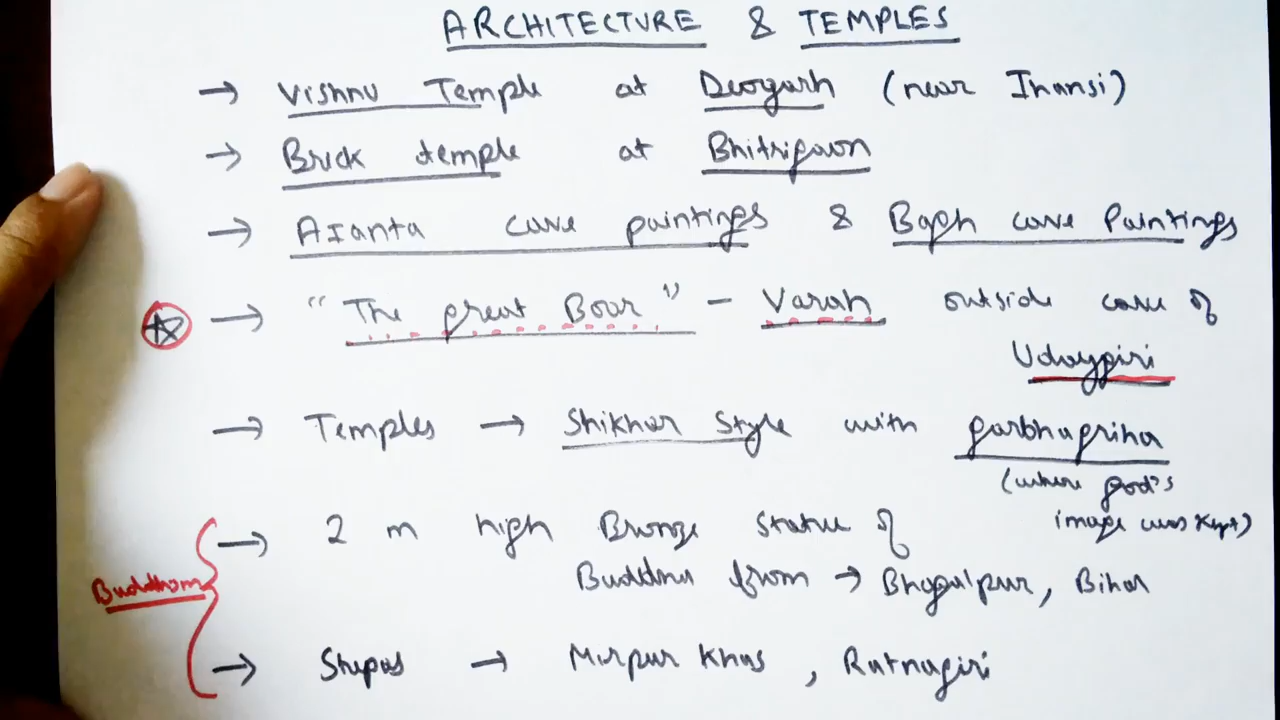 ARCHITECTURE & TEMPLES
→ Vishnu Temple at Deogarh (near Jhansi)
→ Brick temple at Bhitrigaon
→ Ajanta cave paintings & Bagh cave Paintings
→ "The great Boar" - Varah outside cave of
Udaygiri
→ Temples → Shikhar Style with garbhagriha
(where god's
image was kept)
→ 2 m high Bronze statue of
Buddha from → Bhagalpur, Bihar
Buddhism
→ Stupas → Mirpur Khas, Ratnagiri